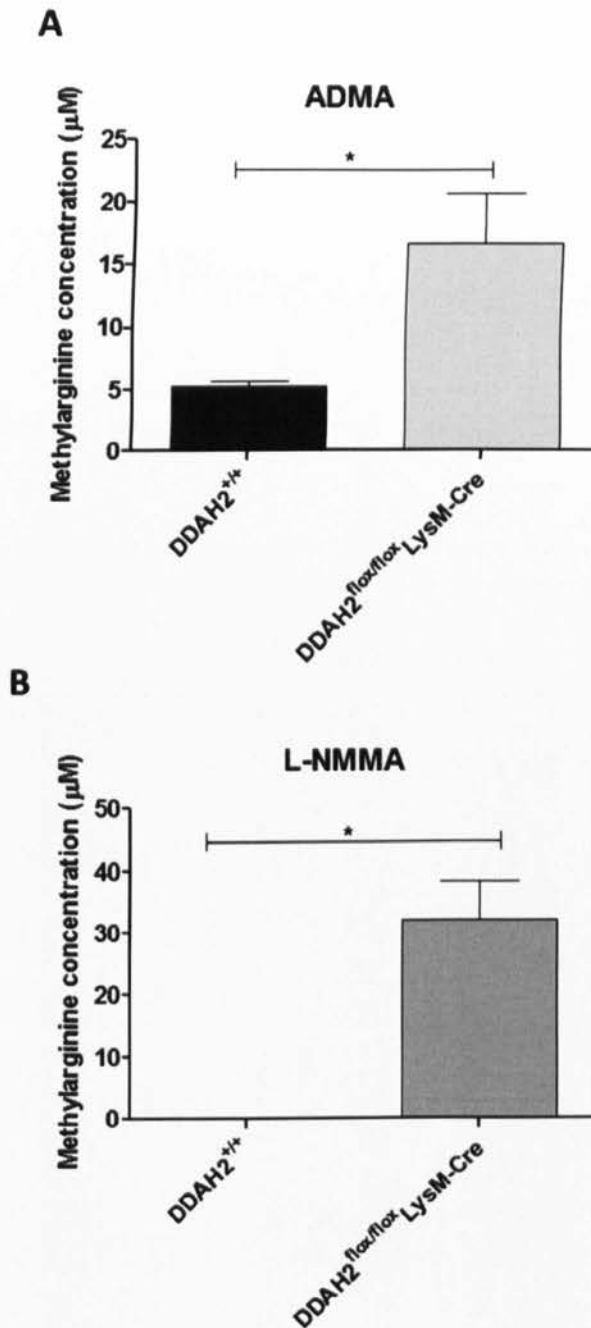 A
ADMA
Methylarginine concentration (µM)
25
20
15
10
5
0
*
DDAH2+/+
DDAH2flox/flox LysM-Cre
B
L-NMMA
Methylarginine concentration (µM)
50
40
30
20
10
0
*
DDAH2+/+
DDAH2flox/flox LysM-Cre